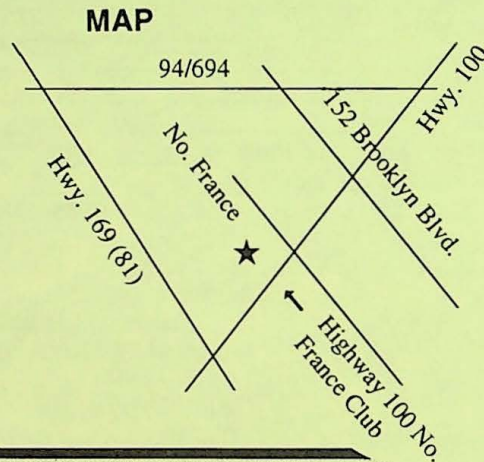 MAP
94/694
Hwy. 100
152 Brooklyn Blvd.
No. France
Hwy. 169 (81)
Highway 100 No.
France Club